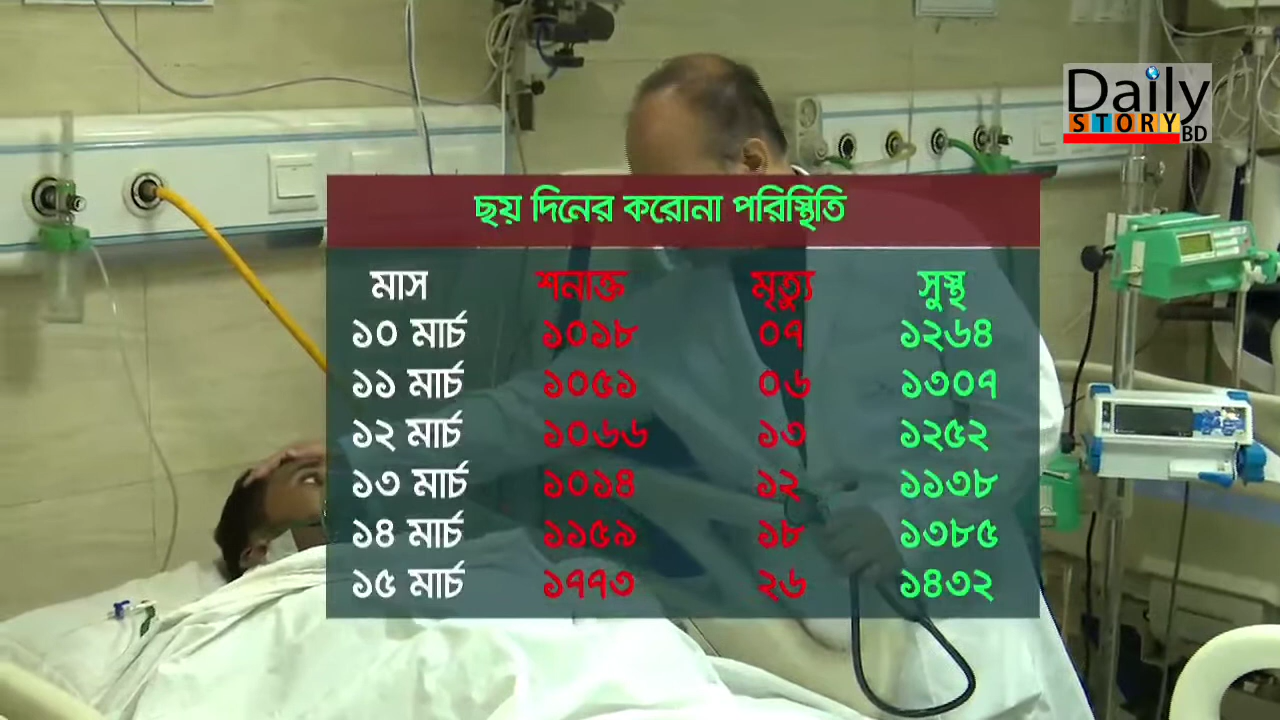 Daily
STORY BD
ছয় দিনের করোনা পরিস্থিতি
মাস শনাক্ত মৃত্যু সুস্থ
১০ মার্চ ১০১৮ ০৭ ১২৬৪
১১ মার্চ ১০৫১ ০৬ ১৩০৭
১২ মার্চ ১০৬৬ ১৩ ১২৫২
১৩ মার্চ ১০১৪ ১২ ১১৩৮
১৪ মার্চ ১১৫৯ ১৮ ১৩৮৫
১৫ মার্চ ১৭৭৩ ২৬ ১৪৩২